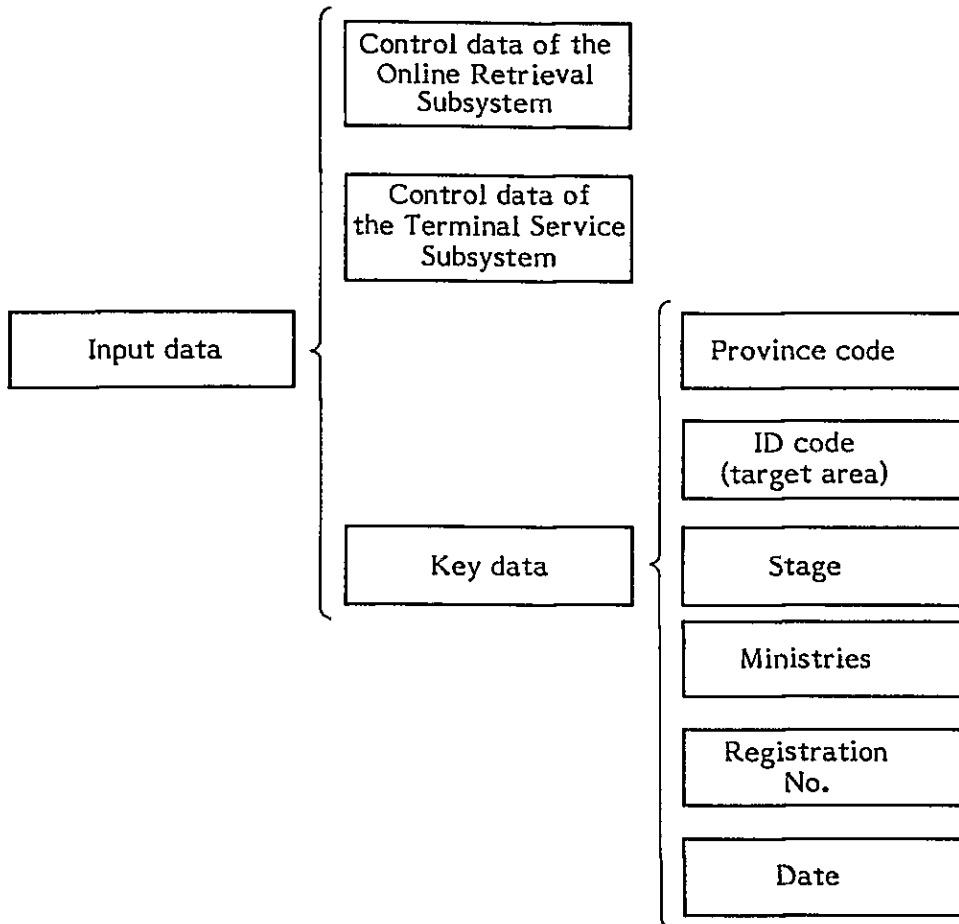 Control data of the
Online Retrieval
Subsystem
Control data of
the Terminal Service
Subsystem
Input data
Province code
ID code
(target area)
Key data
Stage
Ministries
Registration
No.
Date